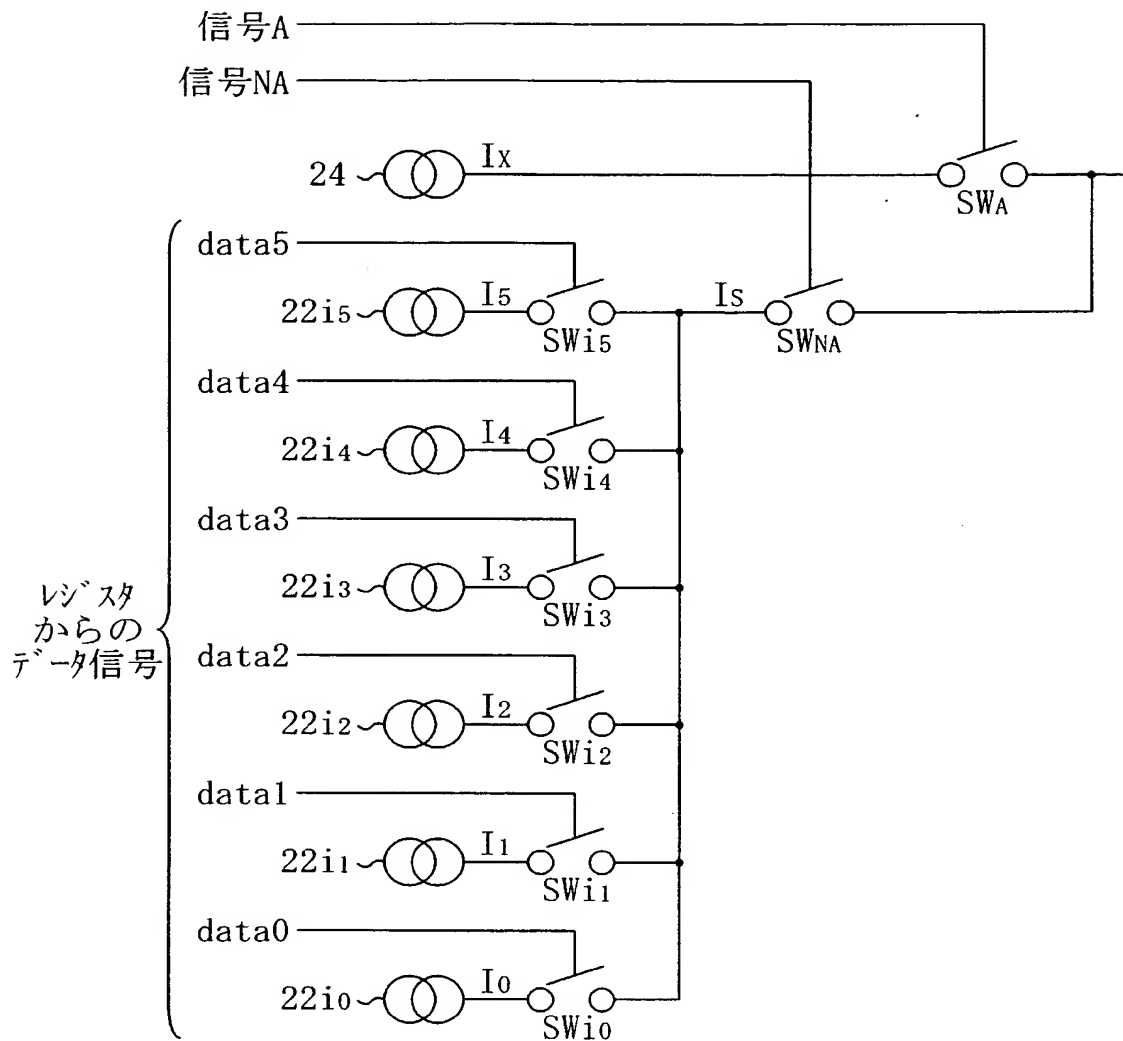 信号A
信号NA
24
IX
SWA
data5
22i5
I5
SWi5
IS
SWNA
data4
22i4
I4
SWi4
data3
22i3
I3
SWi3
レジスタ
からの
データ信号
data2
22i2
I2
SWi2
data1
22i1
I1
SWi1
data0
22i0
I0
SWi0